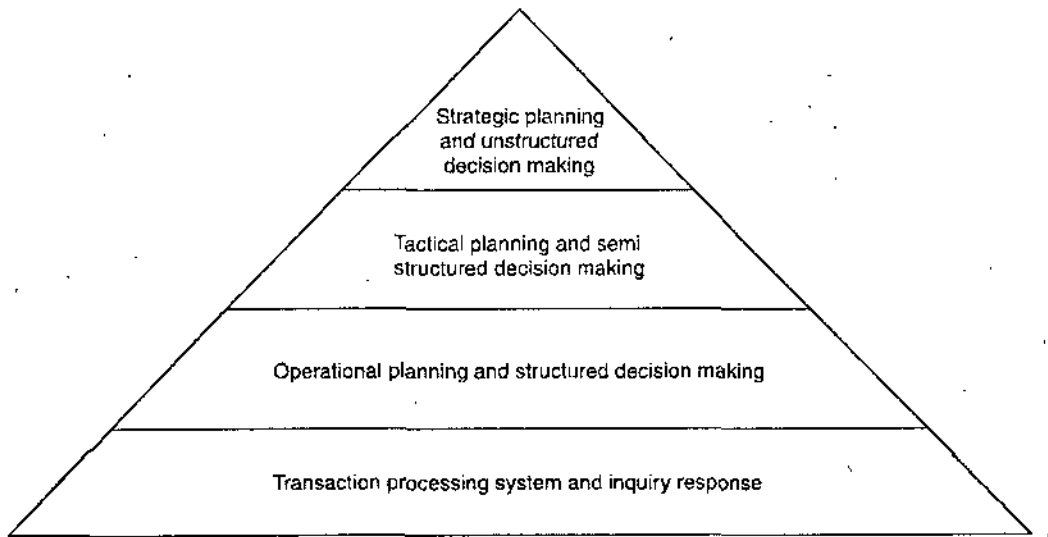 Strategic planning
and unstructured
decision making
Tactical planning and semi
structured decision making
Operational planning and structured decision making
Transaction processing system and inquiry response